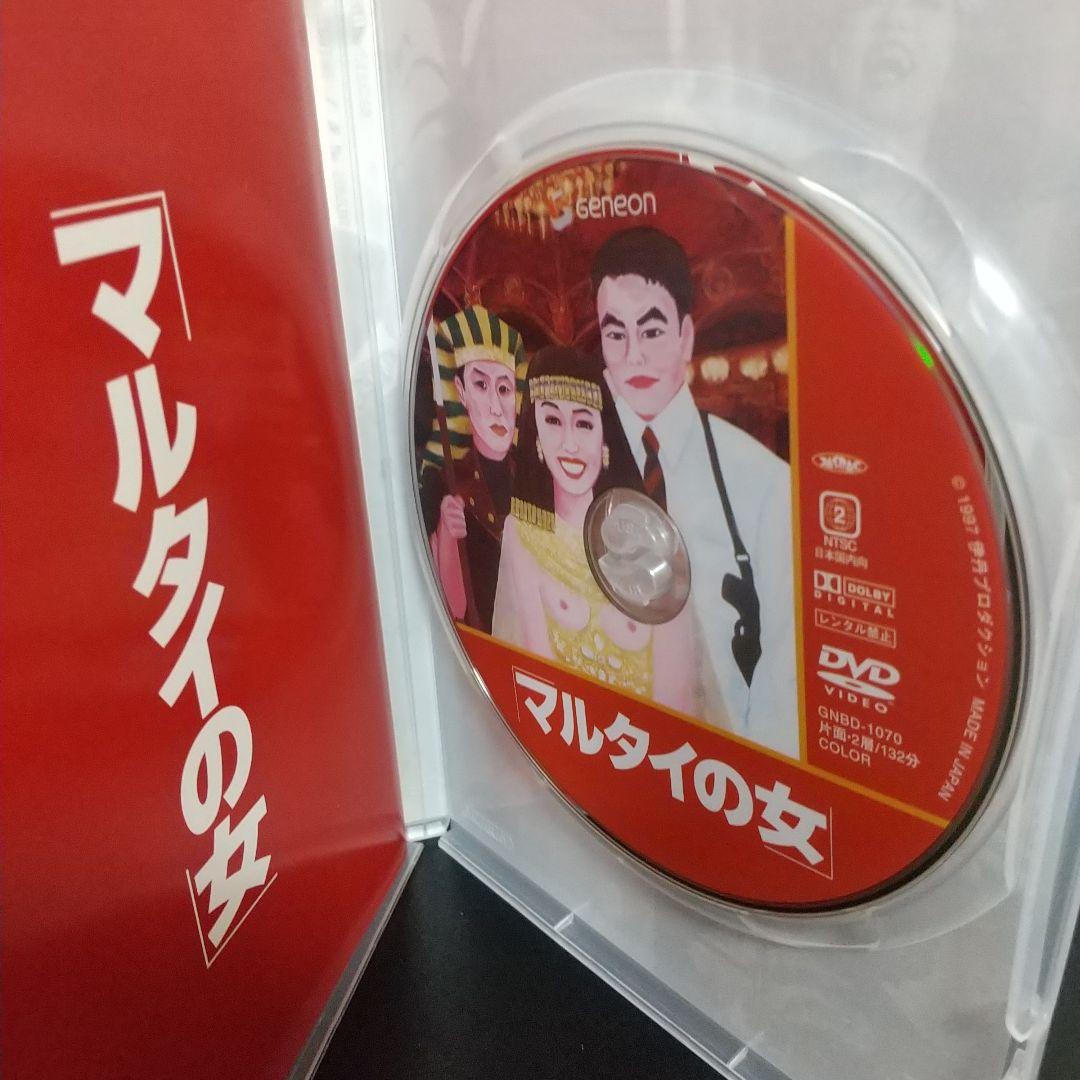 「マルタイの女」
Geneon
2
NTSC
日本国内向
DOLBY
DIGITAL
レンタル禁止
DVD
VIDEO
GNBD-1070
片面・2層/132分
COLOR
© 1997 伊丹プロダクション MADE IN JAPAN
「マルタイの女」